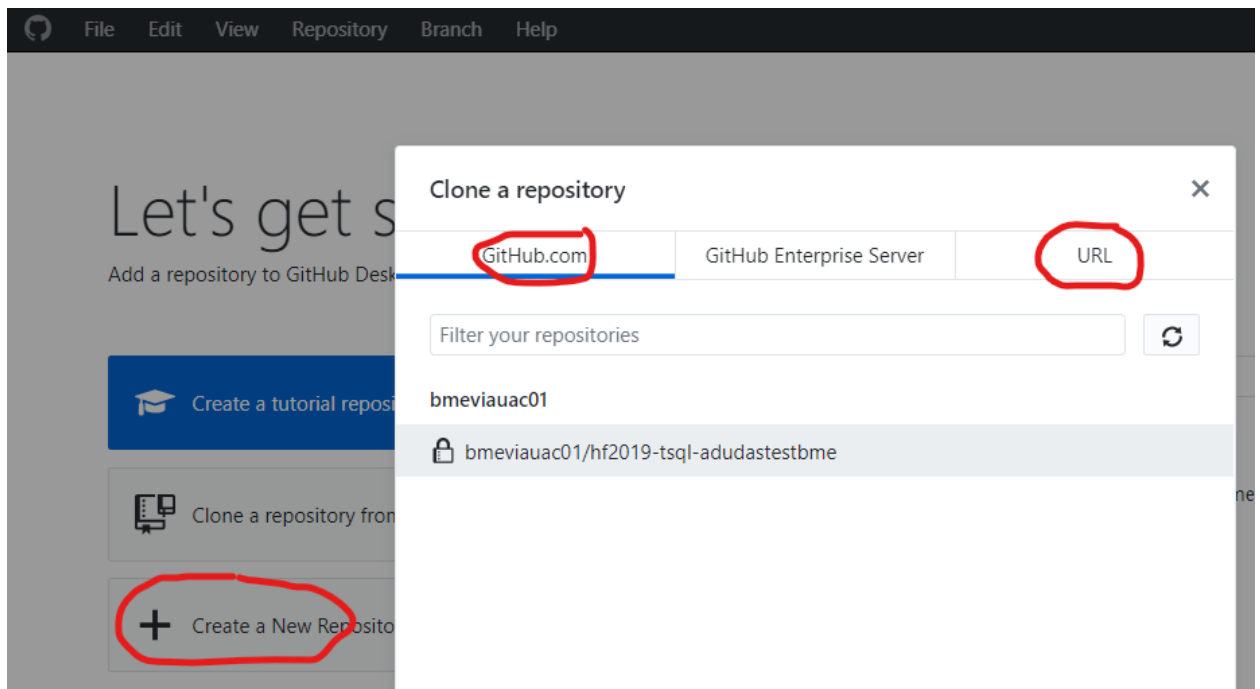 File Edit View Repository Branch Help
Let's get s
Add a repository to GitHub Desk
Create a tutorial reposi
Clone a repository from
Create a New Reposito
Clone a repository
GitHub.com GitHub Enterprise Server URL
Filter your repositories
bmeviauac01
bmeviauac01/hf2019-tsql-adudastestbme